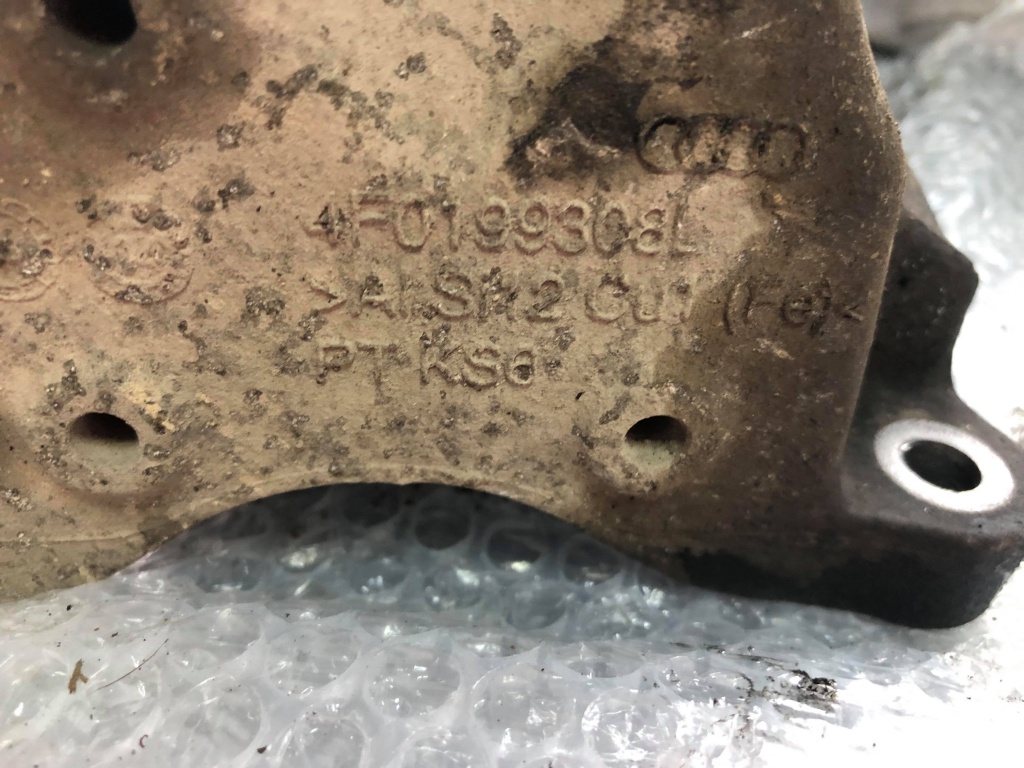 4F0199308L
>AlSi12Cu1(Fe)<
PT KS6